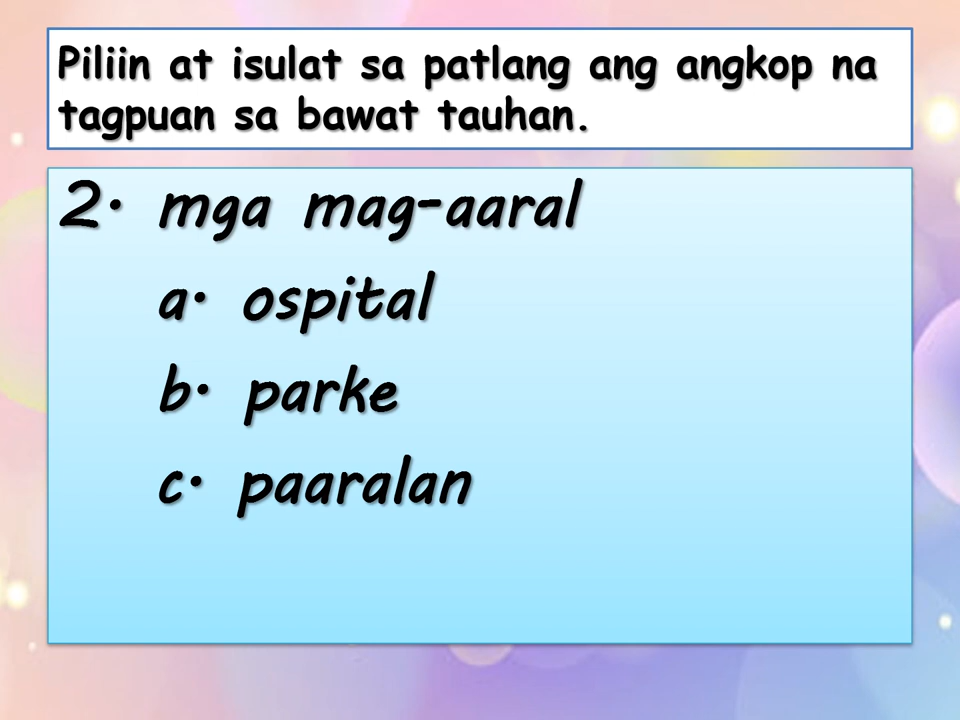 Piliin at isulat sa patlang ang angkop na
tagpuan sa bawat tauhan.
2. mga mag-aaral
a. ospital
b. parke
c. paaralan